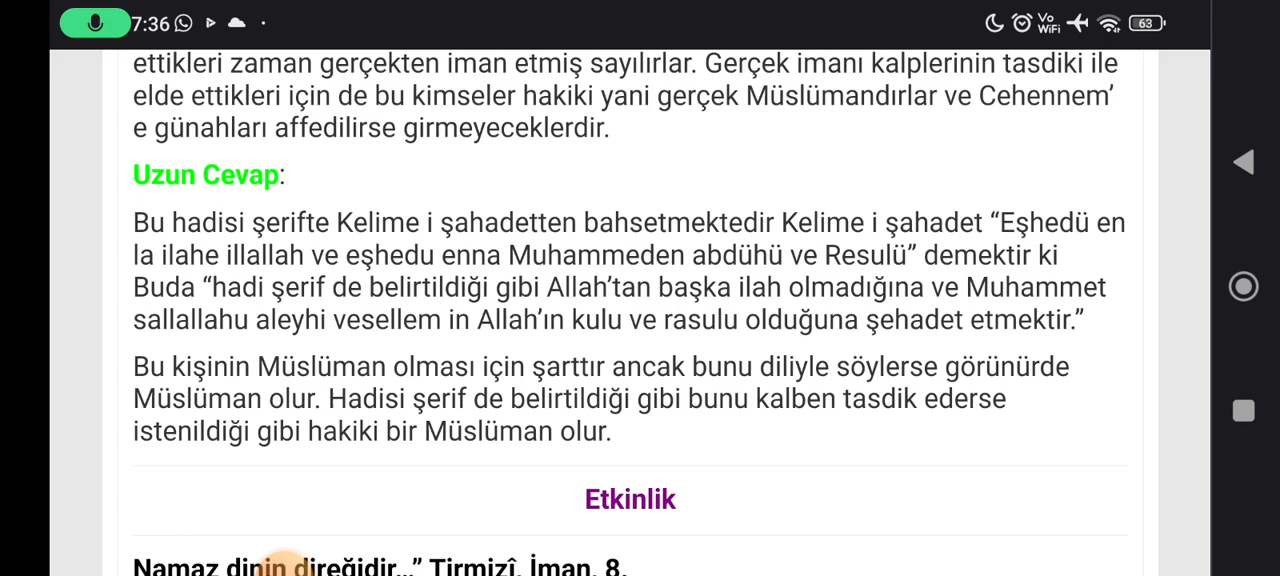 7:36
Vo
WiFi
63
ettikleri zaman gerçekten iman etmiş sayılırlar. Gerçek imanı kalplerinin tasdiki ile
elde ettikleri için de bu kimseler hakiki yani gerçek Müslümandırlar ve Cehennem’
e günahları affedilirse girmeyeceklerdir.
Uzun Cevap:
Bu hadisi şerifte Kelime i şahadetten bahsetmektedir Kelime i şahadet “Eşhedü en
la ilahe illallah ve eşhedu enna Muhammeden abdühü ve Resulü” demektir ki
Buda “hadi şerif de belirtildiği gibi Allah’tan başka ilah olmadığına ve Muhammet
sallallahu aleyhi vesellem in Allah’ın kulu ve rasulu olduğuna şehadet etmektir.”
Bu kişinin Müslüman olması için şarttır ancak bunu diliyle söylerse görünürde
Müslüman olur. Hadisi şerif de belirtildiği gibi bunu kalben tasdik ederse
istenildiği gibi hakiki bir Müslüman olur.
Etkinlik
Namaz dinin direğidir…” Tirmizî, İman, 8.